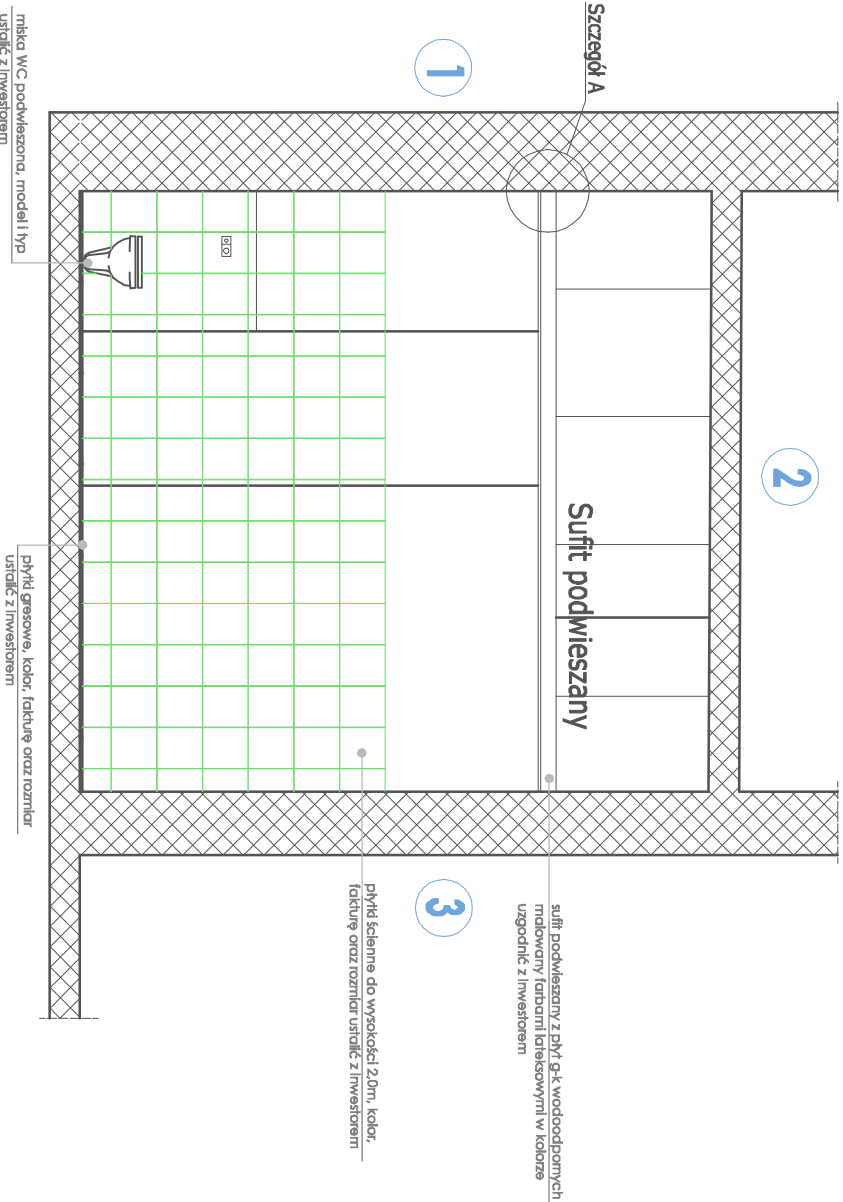 Szczegół A
1
2
3
Sufit podwieszany
sufit podwieszany z płyt g-k wodoodpornych
malowany farbami lateksowymi w kolorze
uzgodnić z inwestorem
płytki ścienne do wysokości 2,0m, kolor,
fakturę oraz rozmiar ustalić z inwestorem
miska WC podwieszona, model i typ
ustalić z inwestorem
płytki gresowe, kolor, fakturę oraz rozmiar
ustalić z inwestorem